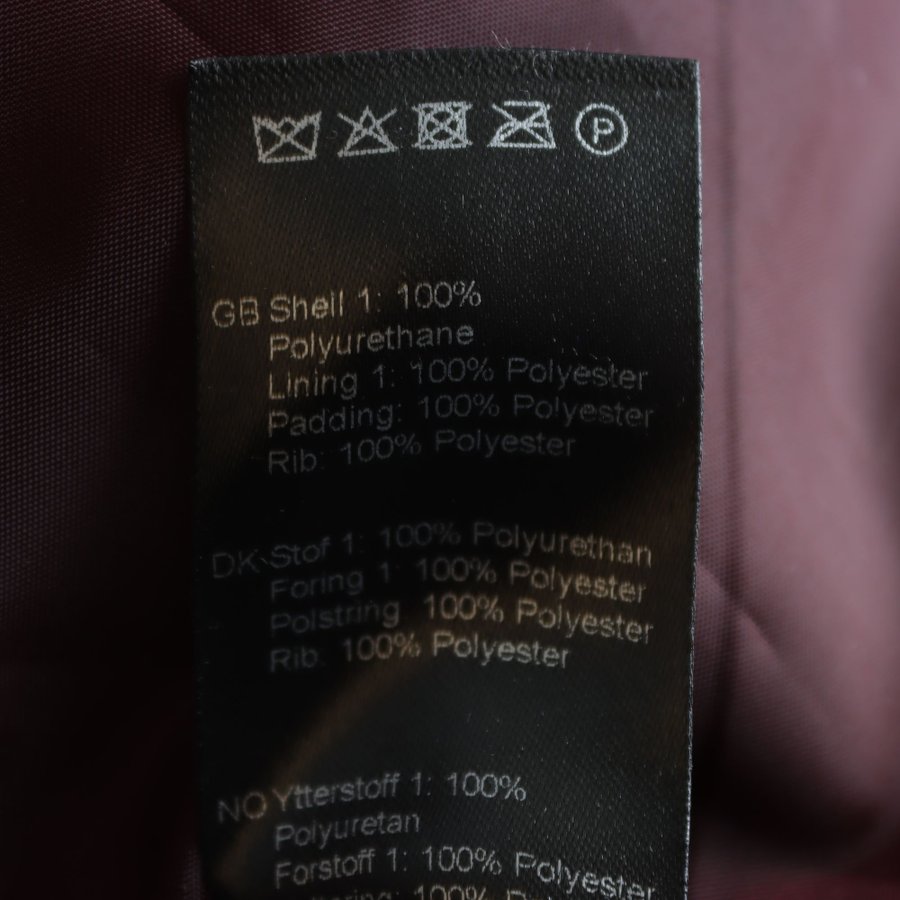 P
GB Shell 1: 100%
Polyurethane
Lining 1: 100% Polyester
Padding: 100% Polyester
Rib: 100% Polyester
DK Stof 1: 100% Polyurethan
Foring 1: 100% Polyester
Polstring: 100% Polyester
Rib: 100% Polyester
NO Ytterstoff 1: 100%
Polyuretan
Forstoff 1: 100% Polyester
100%